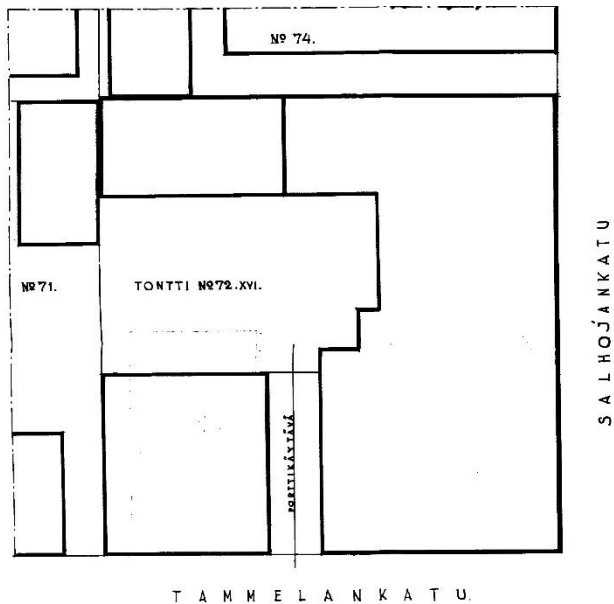 Nº 74.
Nº 71.
TONTTI Nº 72.XVI.
PORTTIKÄYTÄVÄ
SALHOJANKATU
TAMMELANKATU.